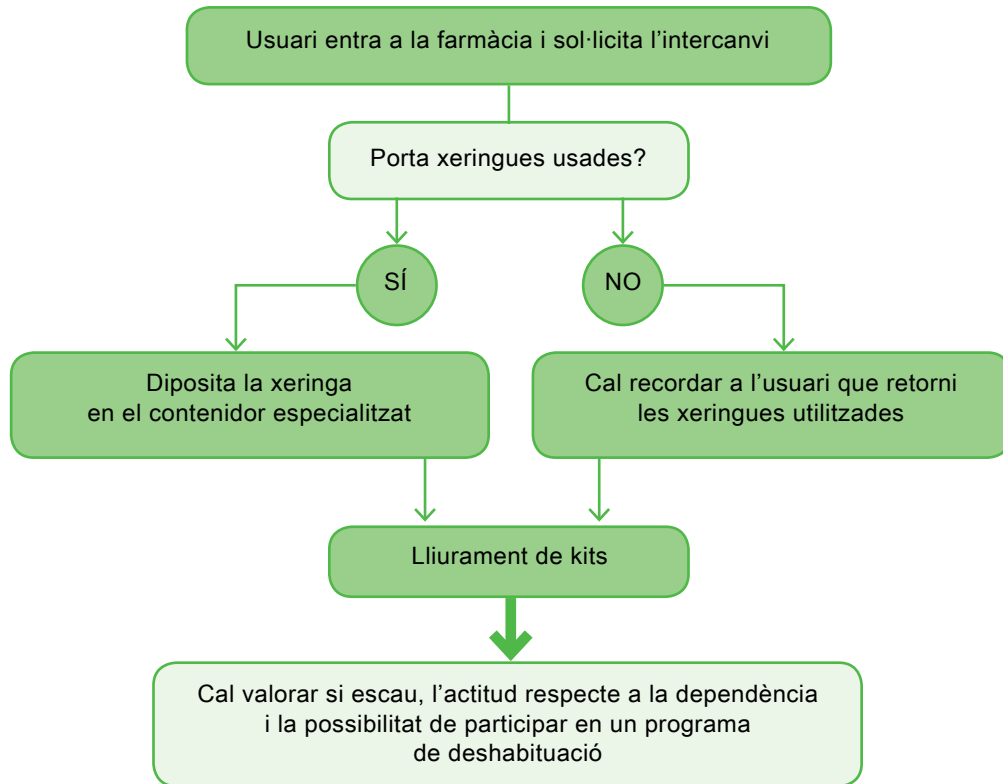 Usuari entra a la farmàcia i sol·licita l’intercanvi
Porta xeringues usades?
SÍ
NO
Diposita la xeringa
en el contenidor especialitzat
Cal recordar a l’usuari que retorni
les xeringues utilitzades
Lliurament de kits
Cal valorar si escau, l’actitud respecte a la dependència
i la possibilitat de participar en un programa
de deshabituació